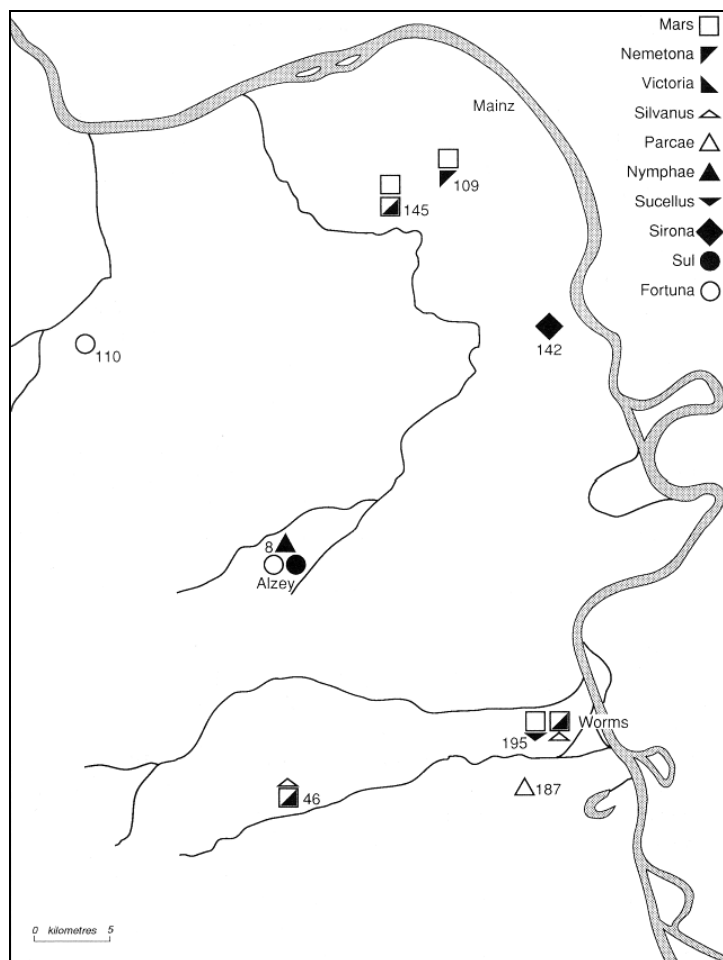 Mars
Nemetona
Victoria
Silvanus
Parcae
Nymphae
Sucellus
Sirona
Sul
Fortuna
Mainz
109
145
142
110
8
Alzey
Worms
195
187
46
0 kilometres 5